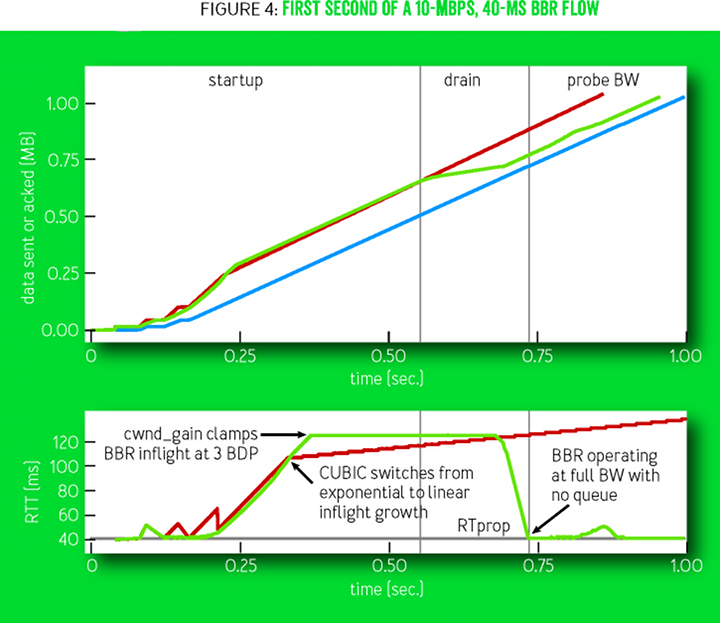 FIGURE 4: FIRST SECOND OF A 10-MBPS, 40-MS BBR FLOW
startup
drain
probe BW
data sent or acked (MB)
1.00
0.75
0.50
0.25
0.00
0 0.25 0.50 0.75 1.00
time (sec.)
RTT (ms)
120
100
80
60
40
cwnd_gain clamps
BBR inflight at 3 BDP
CUBIC switches from
exponential to linear
inflight growth
BBR operating
at full BW with
no queue
RTprop
0 0.25 0.50 0.75 1.00
time (sec.)